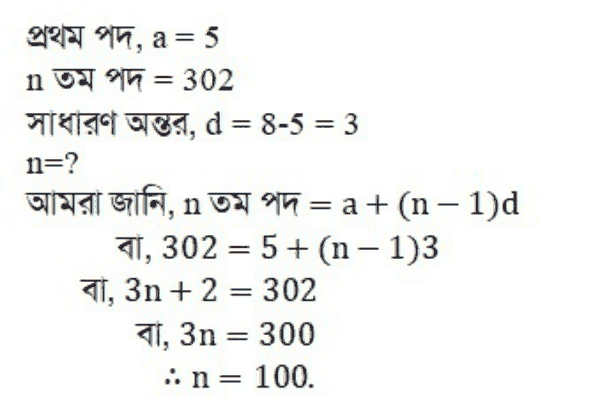 প্রথম পদ, a = 5
n তম পদ = 302
সাধারণ অন্তর, d = 8-5 = 3
n=?
আমরা জানি, n তম পদ = a + (n − 1)d
বা, 302 = 5 + (n − 1)3
বা, 3n + 2 = 302
বা, 3n = 300
∴ n = 100.